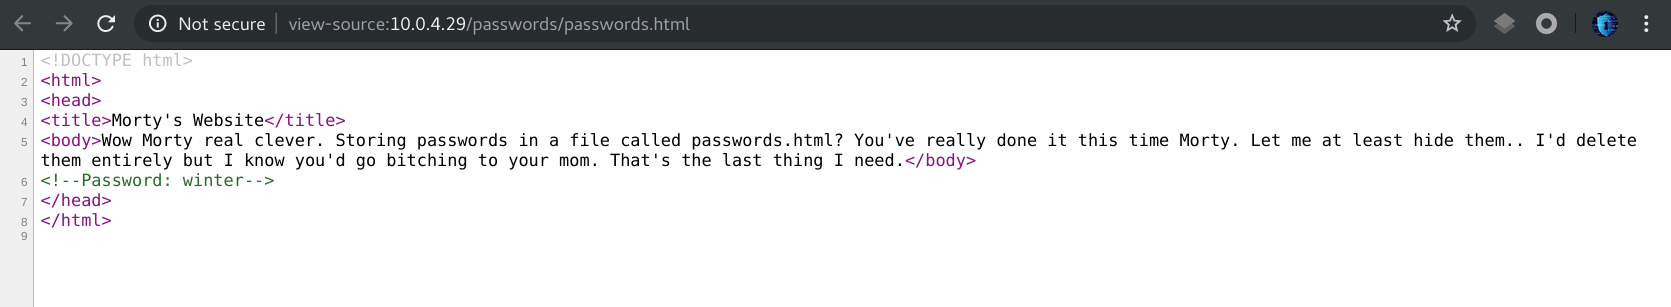 Not secure | view-source:10.0.4.29/passwords/passwords.html
1 <!DOCTYPE html>
2 <html>
3 <head>
4 <title>Morty's Website</title>
5 <body>Wow Morty real clever. Storing passwords in a file called passwords.html? You've really done it this time Morty. Let me at least hide them.. I'd delete
them entirely but I know you'd go bitching to your mom. That's the last thing I need.</body>
6 <!--Password: winter-->
7 </head>
8 </html>
9